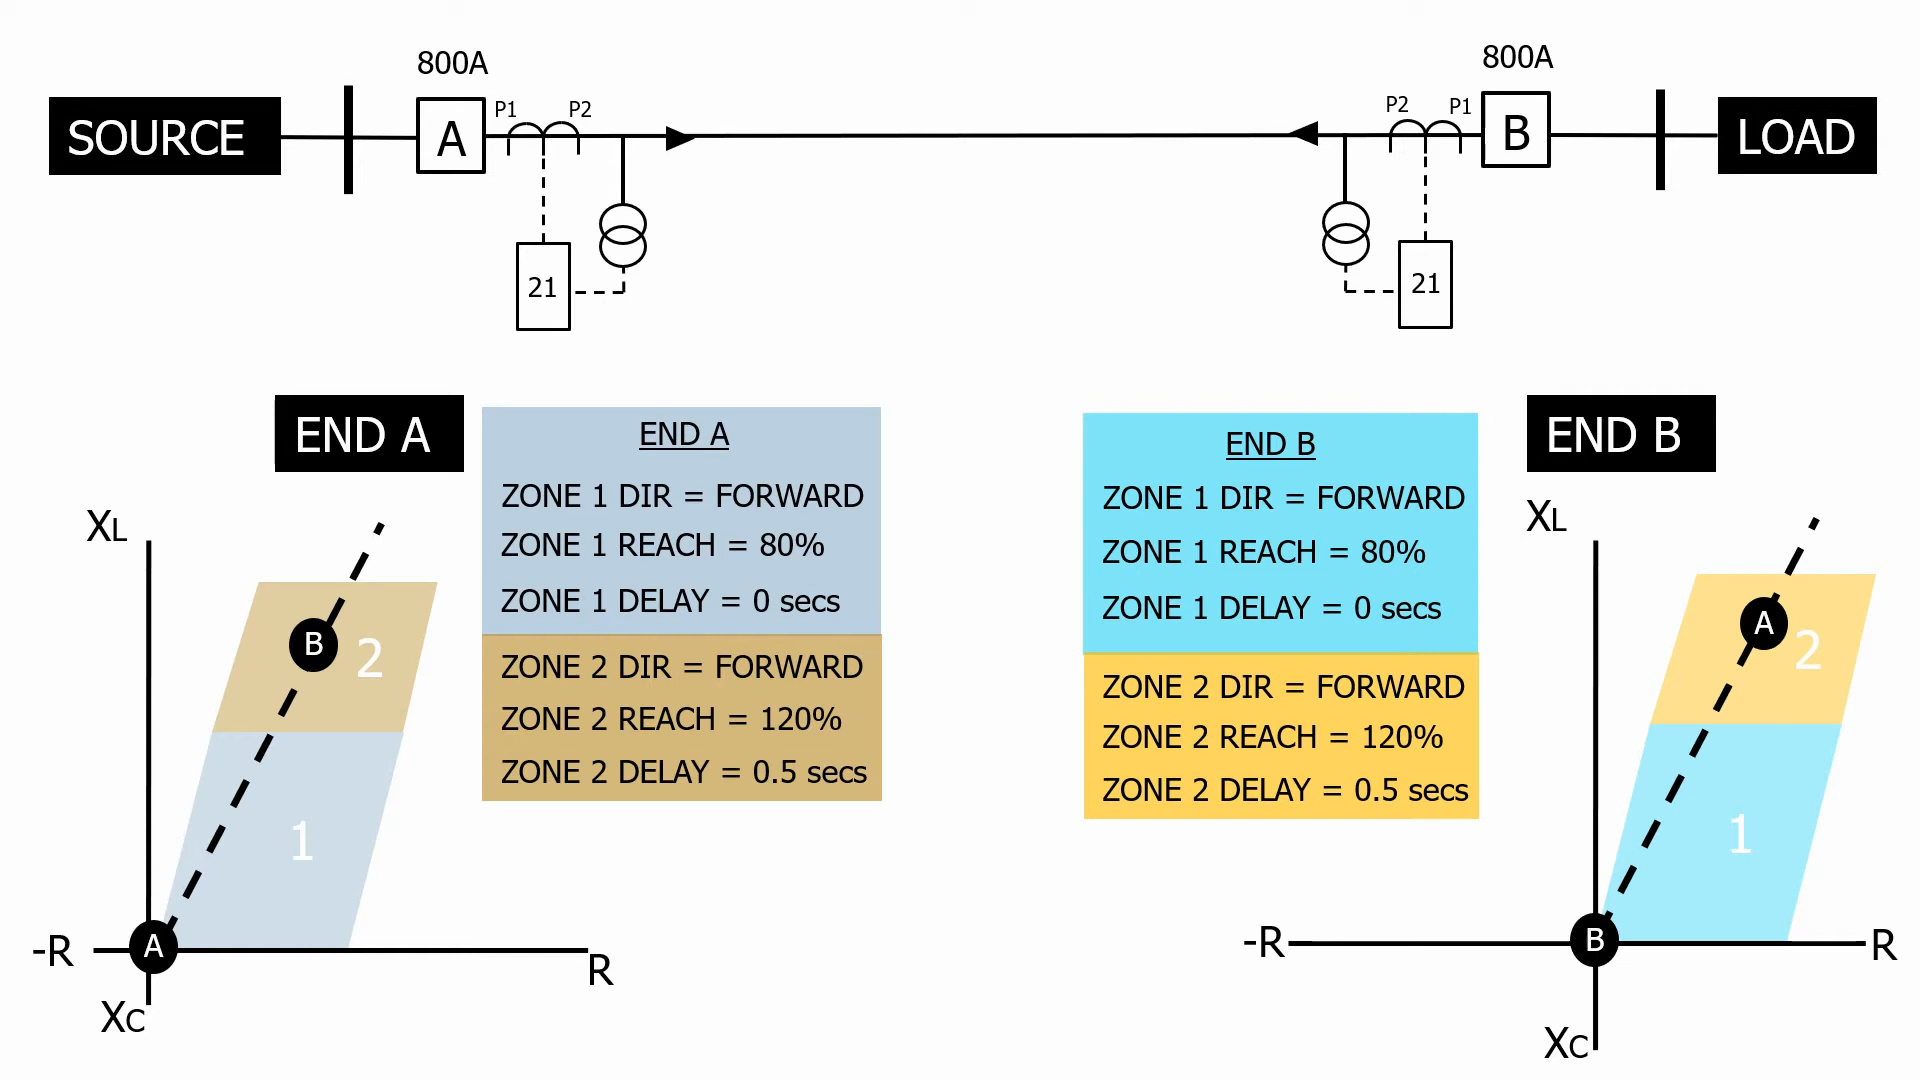 800A
800A
P1
P2
P2
P1
SOURCE
A
B
LOAD
21
21
END A
END A
ZONE 1 DIR = FORWARD
ZONE 1 REACH = 80%
ZONE 1 DELAY = 0 secs
ZONE 2 DIR = FORWARD
ZONE 2 REACH = 120%
ZONE 2 DELAY = 0.5 secs
END B
ZONE 1 DIR = FORWARD
ZONE 1 REACH = 80%
ZONE 1 DELAY = 0 secs
ZONE 2 DIR = FORWARD
ZONE 2 REACH = 120%
ZONE 2 DELAY = 0.5 secs
END B
XL
B
2
1
-R
A
R
XC
XL
A
2
1
-R
B
R
XC